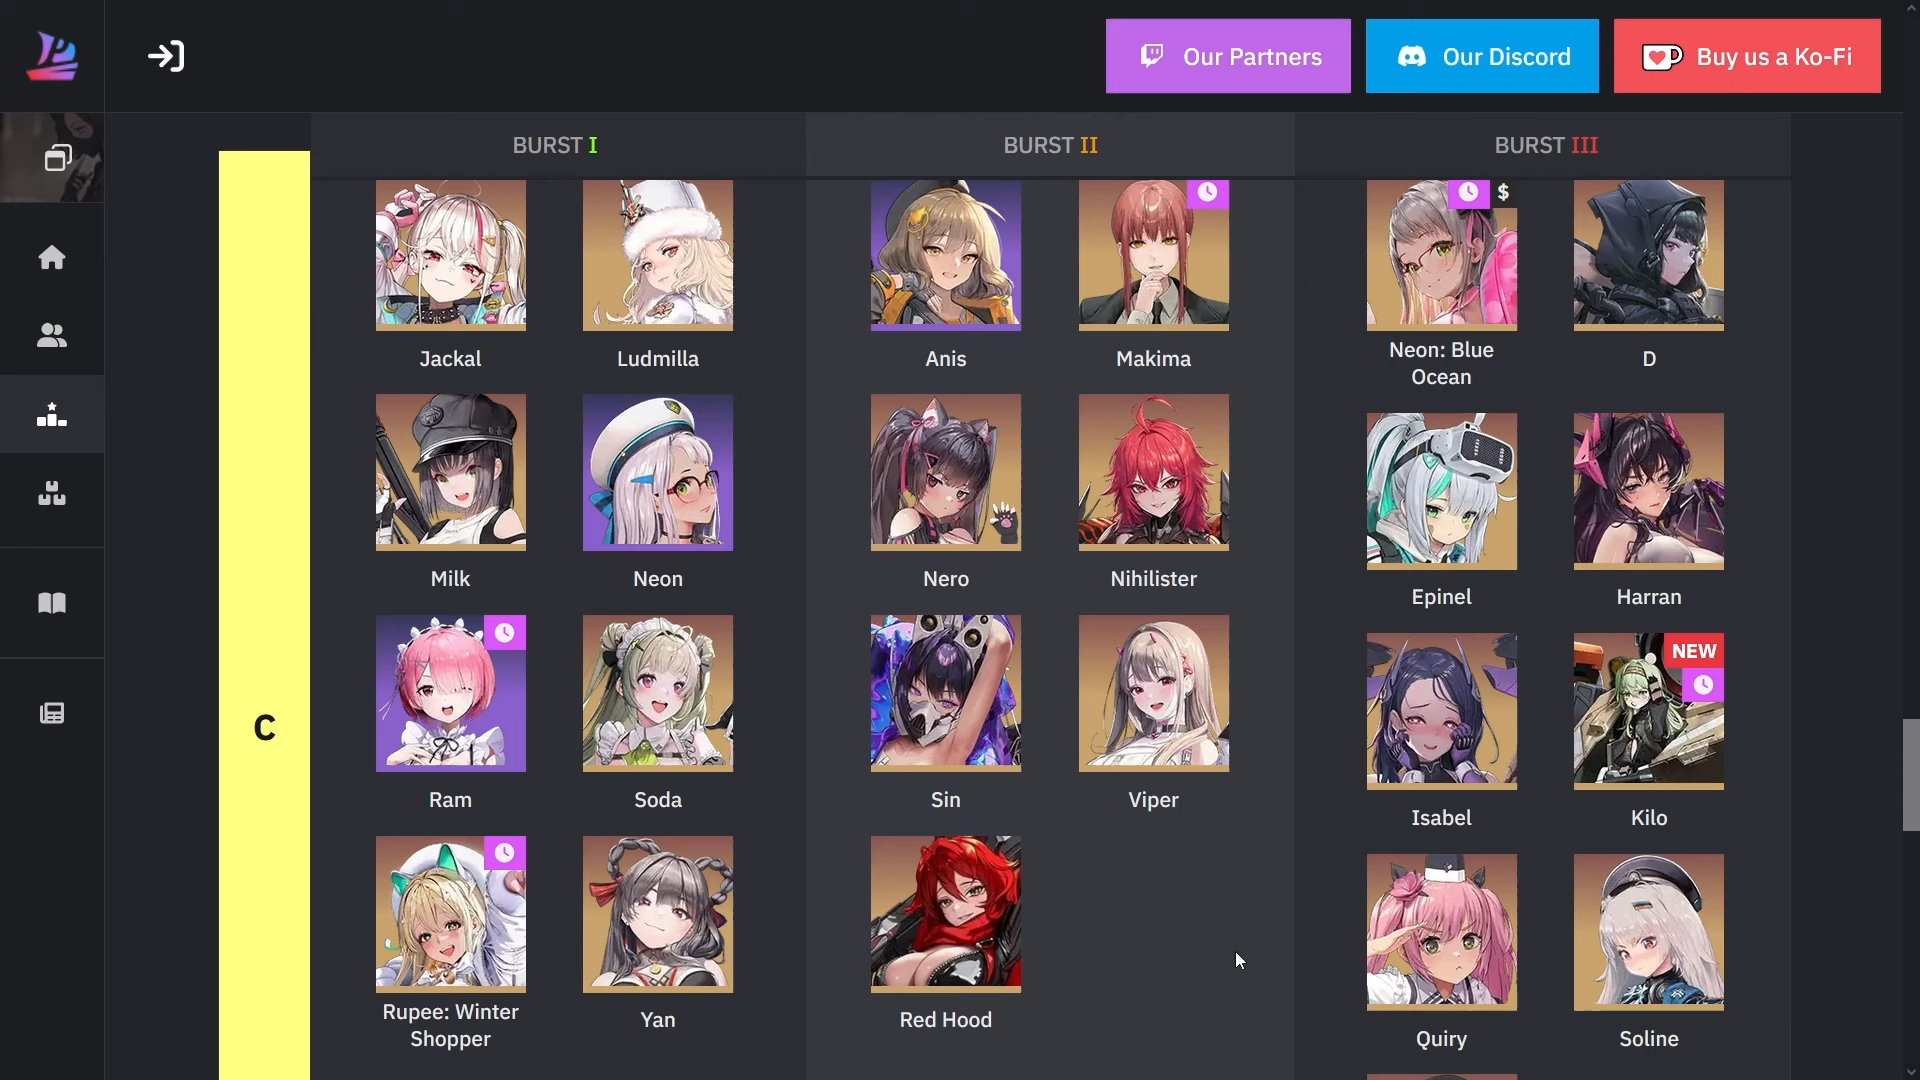 Our Partners
Our Discord
Buy us a Ko-Fi
BURST I
BURST II
BURST III
C
$
Jackal
Ludmilla
Anis
Makima
Neon: Blue
Ocean
D
Milk
Neon
Nero
Nihilister
Epinel
Harran
NEW
Ram
Soda
Sin
Viper
Isabel
Kilo
Rupee: Winter
Shopper
Yan
Red Hood
Quiry
Soline